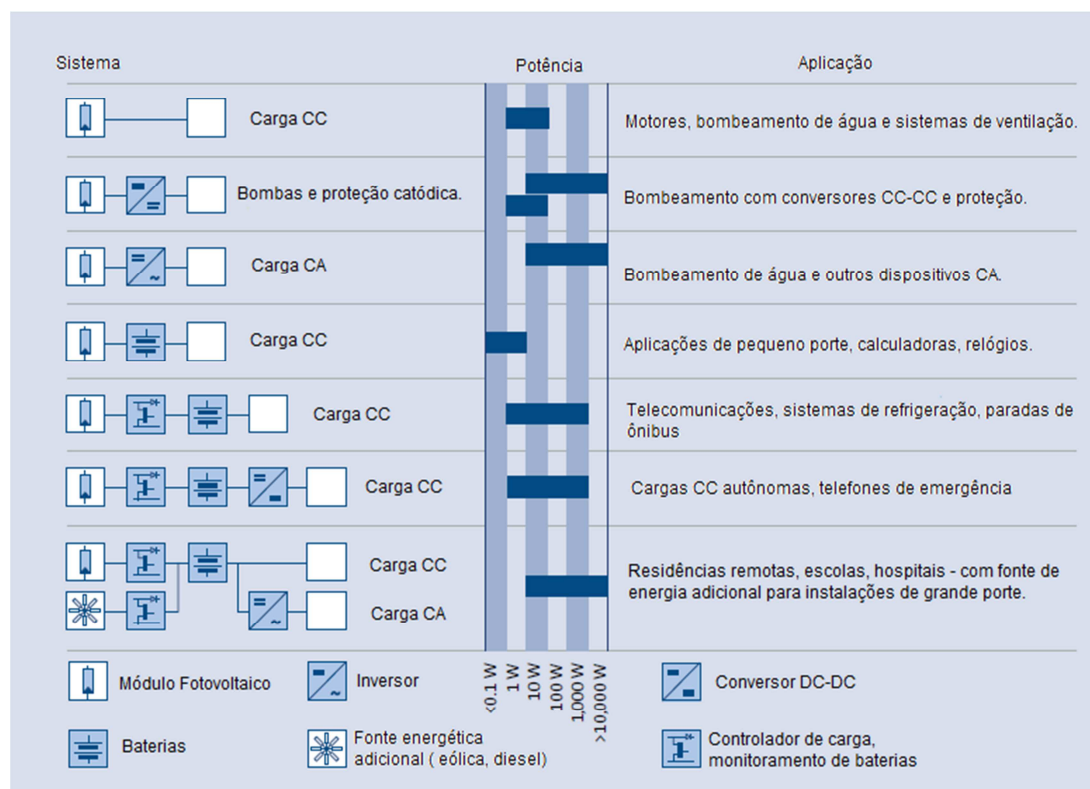 Sistema
Potência
Aplicação
Carga CC
Motores, bombeamento de água e sistemas de ventilação.
Bombas e proteção catódica.
Bombeamento com conversores CC-CC e proteção.
Carga CA
Bombeamento de água e outros dispositivos CA.
Carga CC
Aplicações de pequeno porte, calculadoras, relógios.
Carga CC
Telecomunicações, sistemas de refrigeração, paradas de
ônibus
Carga CC
Cargas CC autônomas, telefones de emergência
Carga CC
Carga CA
Residências remotas, escolas, hospitais - com fonte de
energia adicional para instalações de grande porte.
<0.1 W
1 W
10 W
100 W
1,000 W
>10,000 W
Módulo Fotovoltaico
Inversor
Conversor DC-DC
Baterias
Fonte energética
adicional ( eólica, diesel)
Controlador de carga,
monitoramento de baterias